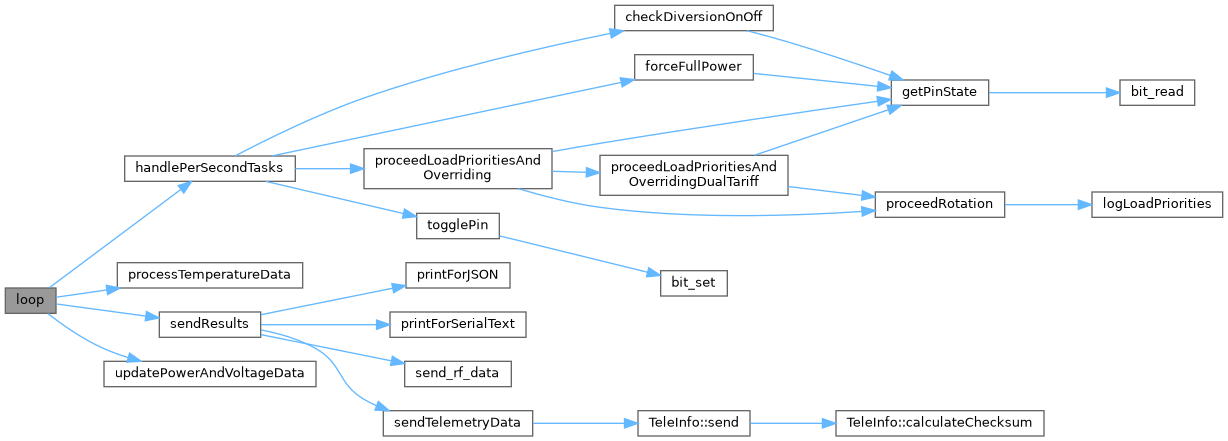 checkDiversionOnOff
forceFullPower
getPinState
bit_read
handlePerSecondTasks
proceedLoadPrioritiesAnd
Overriding
proceedLoadPrioritiesAnd
OverridingDualTariff
proceedRotation
logLoadPriorities
togglePin
bit_set
loop
processTemperatureData
printForJSON
sendResults
printForSerialText
updatePowerAndVoltageData
send_rf_data
sendTelemetryData
TeleInfo::send
TeleInfo::calculateChecksum